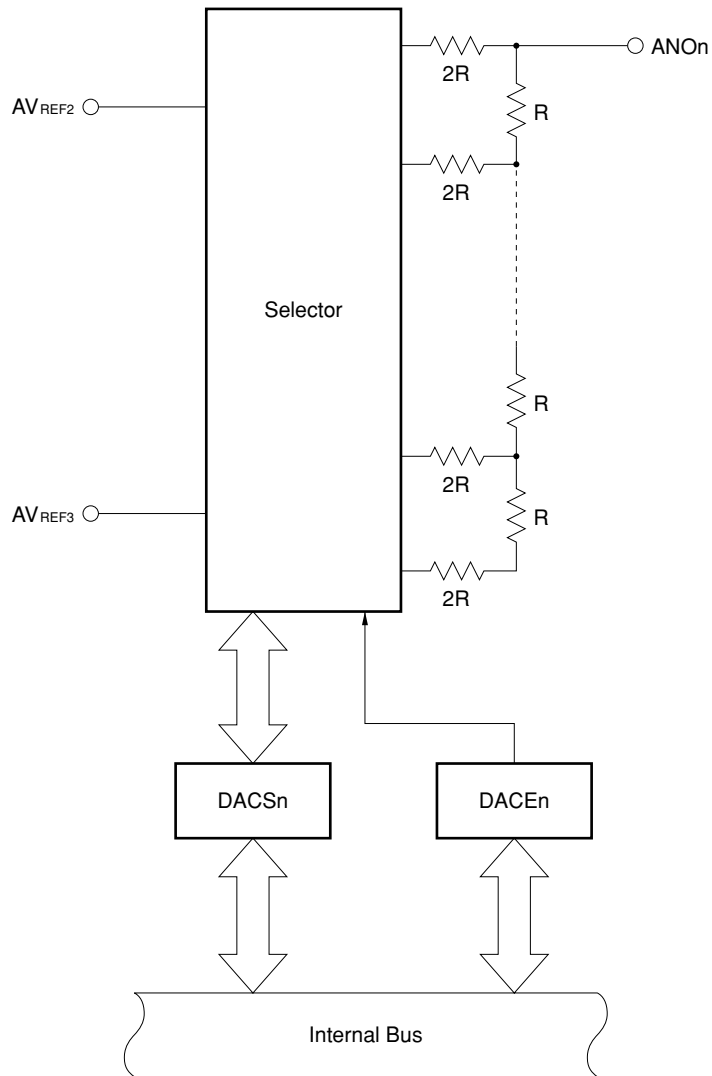 2R
ANOn
AVREF2
R
2R
Selector
R
2R
AVREF3
R
2R
DACSn
DACEn
Internal Bus